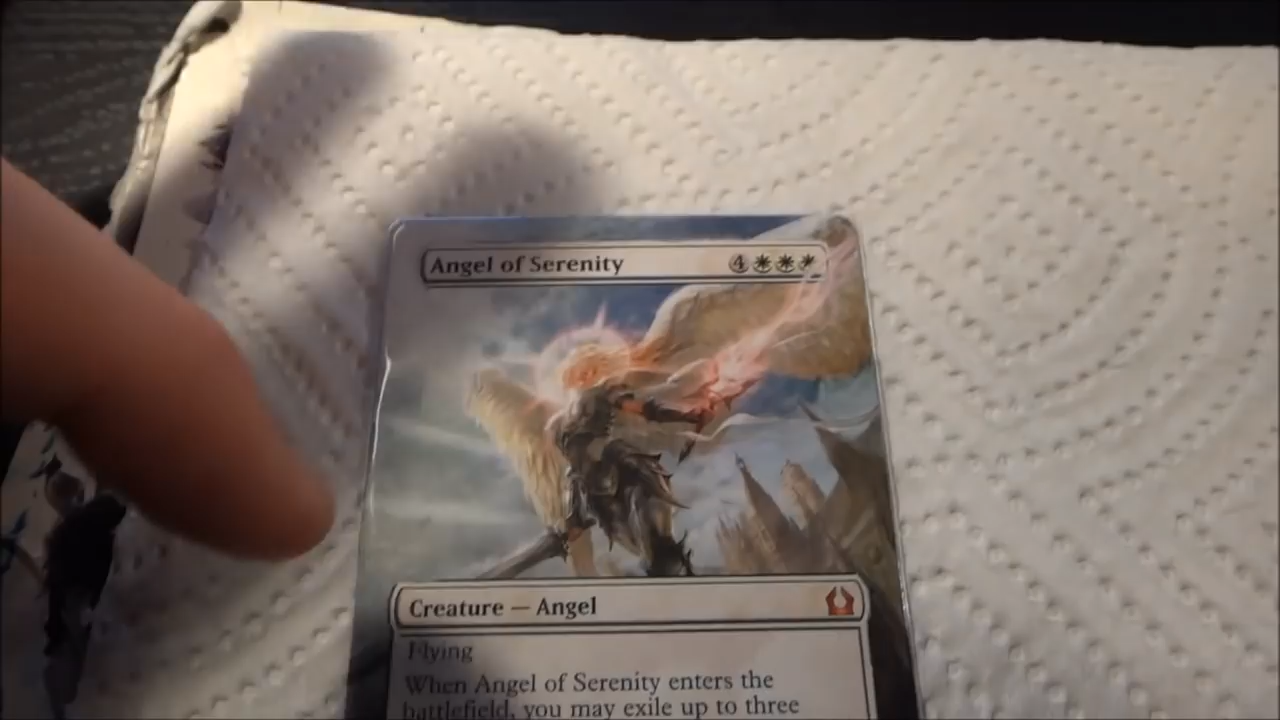 Angel of Serenity 4
Creature — Angel
Flying
When Angel of Serenity enters the
battlefield, you may exile up to three